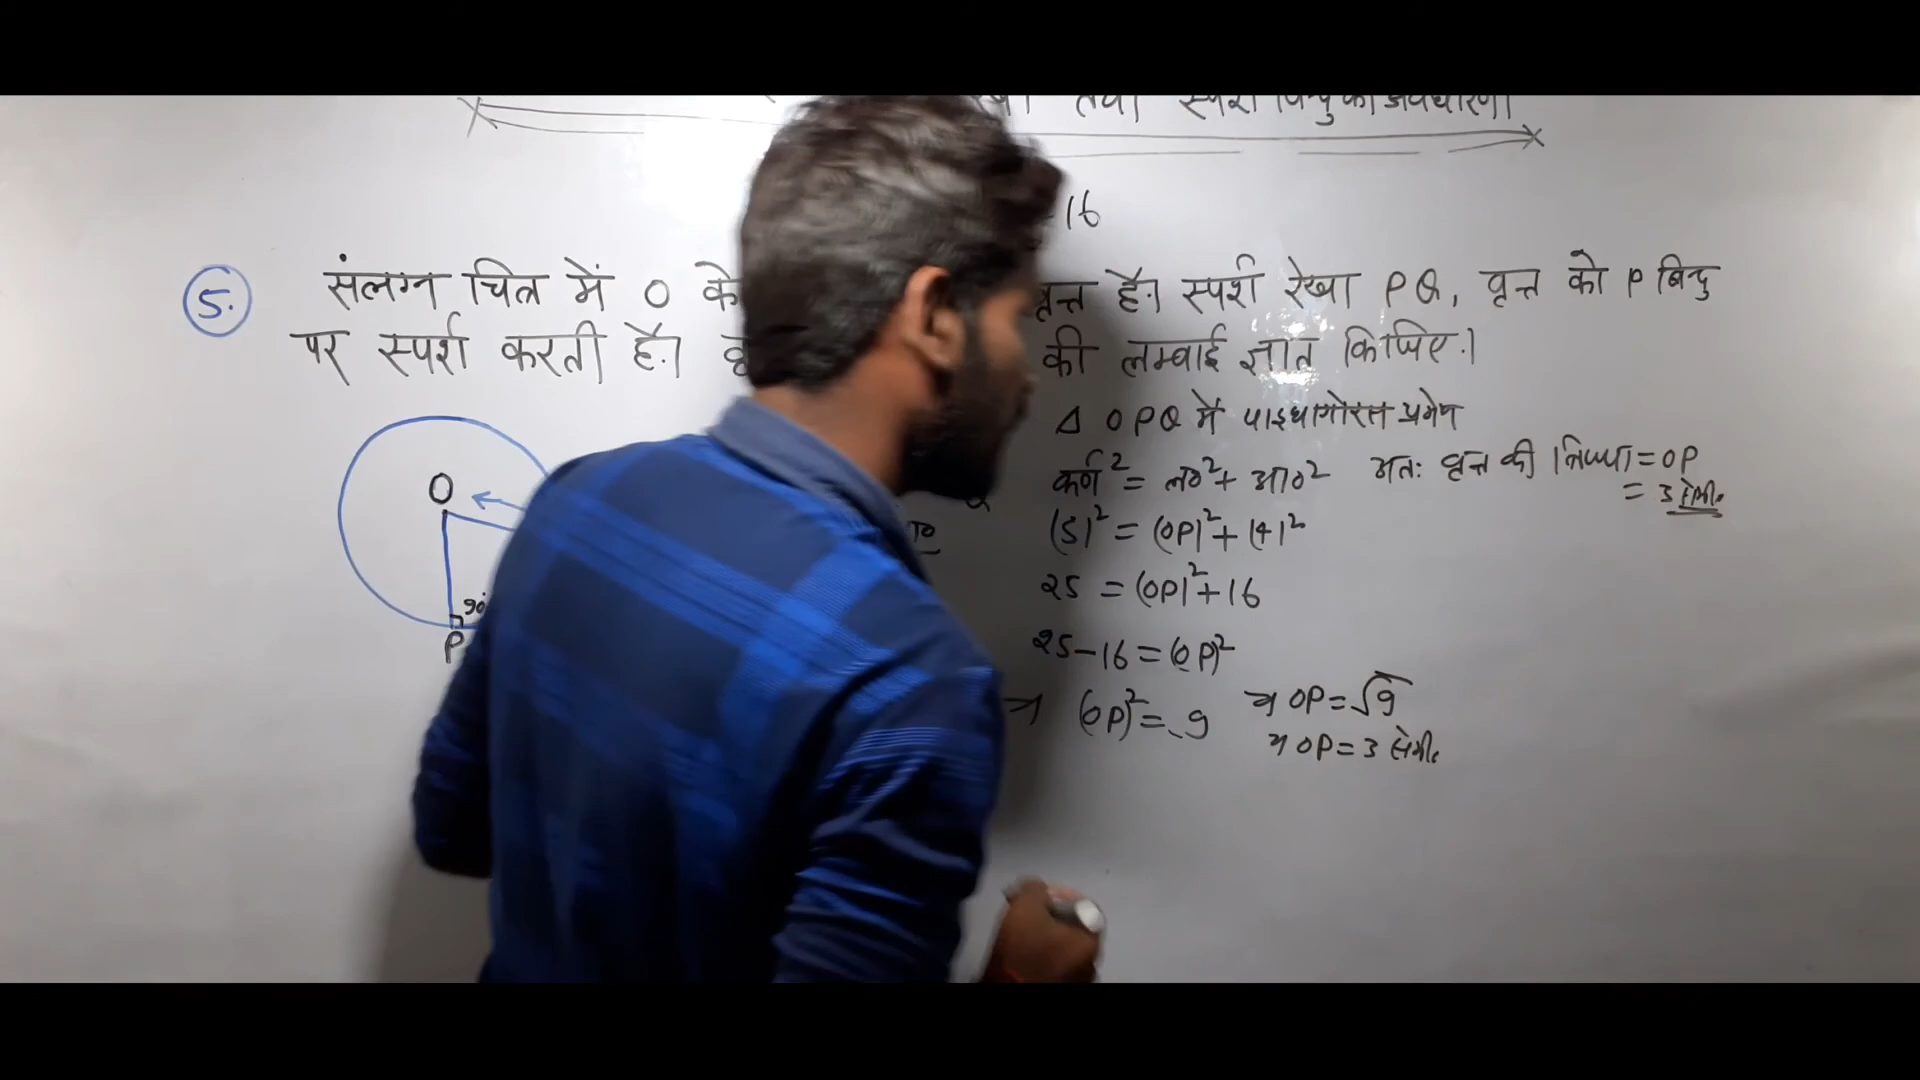 तथा स्पर्श बिन्दु की अवधारणा
16
5. संलग्न चित्र में O के वृत्त है। स्पर्श रेखा PQ, वृत्त को P बिन्दु
पर स्पर्श करती है। की लम्बाई ज्ञात किजिए।
O
90°
P
Δ OPQ में पाइथागोरस प्रमेय
कर्ण² = ल०² + आ०²
(5)² = (OP)² + (4)²
25 = (OP)² + 16
25 - 16 = (OP)²
⇒ (OP)² = 9
⇒ OP = √9
⇒ OP = 3 सेमी.
अतः वृत्त की त्रिज्या = OP
= 3 सेमी.